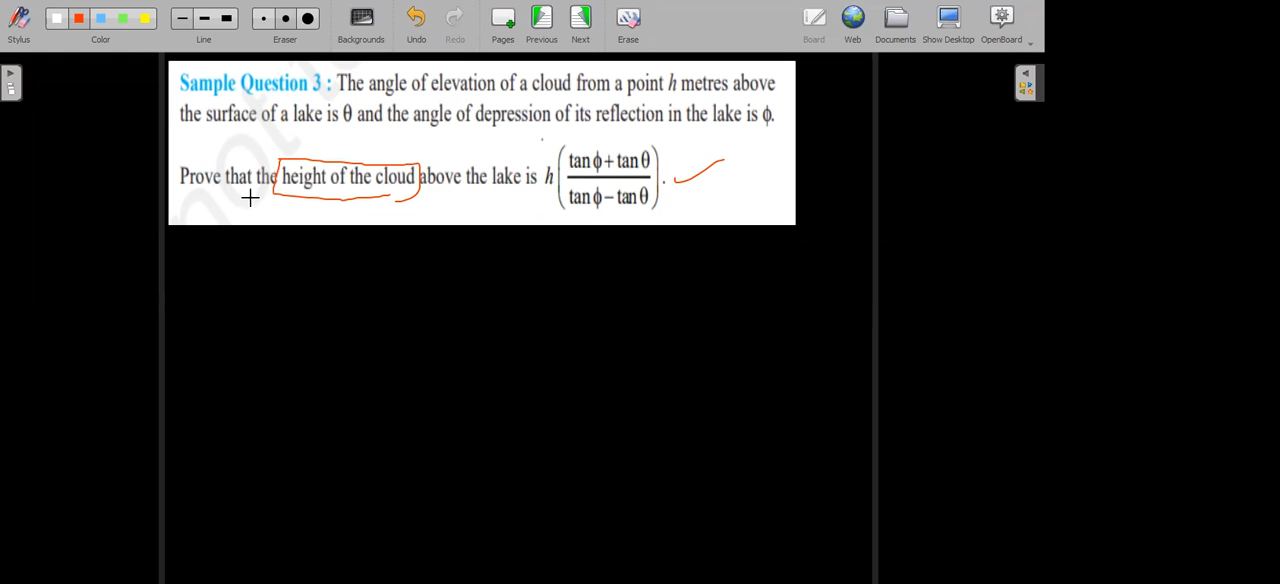 Stylus Color Line Eraser Backgrounds Undo Redo Pages Previous Next Erase Board Web Documents Show Desktop OpenBoard
Sample Question 3 : The angle of elevation of a cloud from a point h metres above
the surface of a lake is θ and the angle of depression of its reflection in the lake is ϕ.
Prove that the height of the cloud above the lake is h (tan ϕ + tan θ / tan ϕ − tan θ).